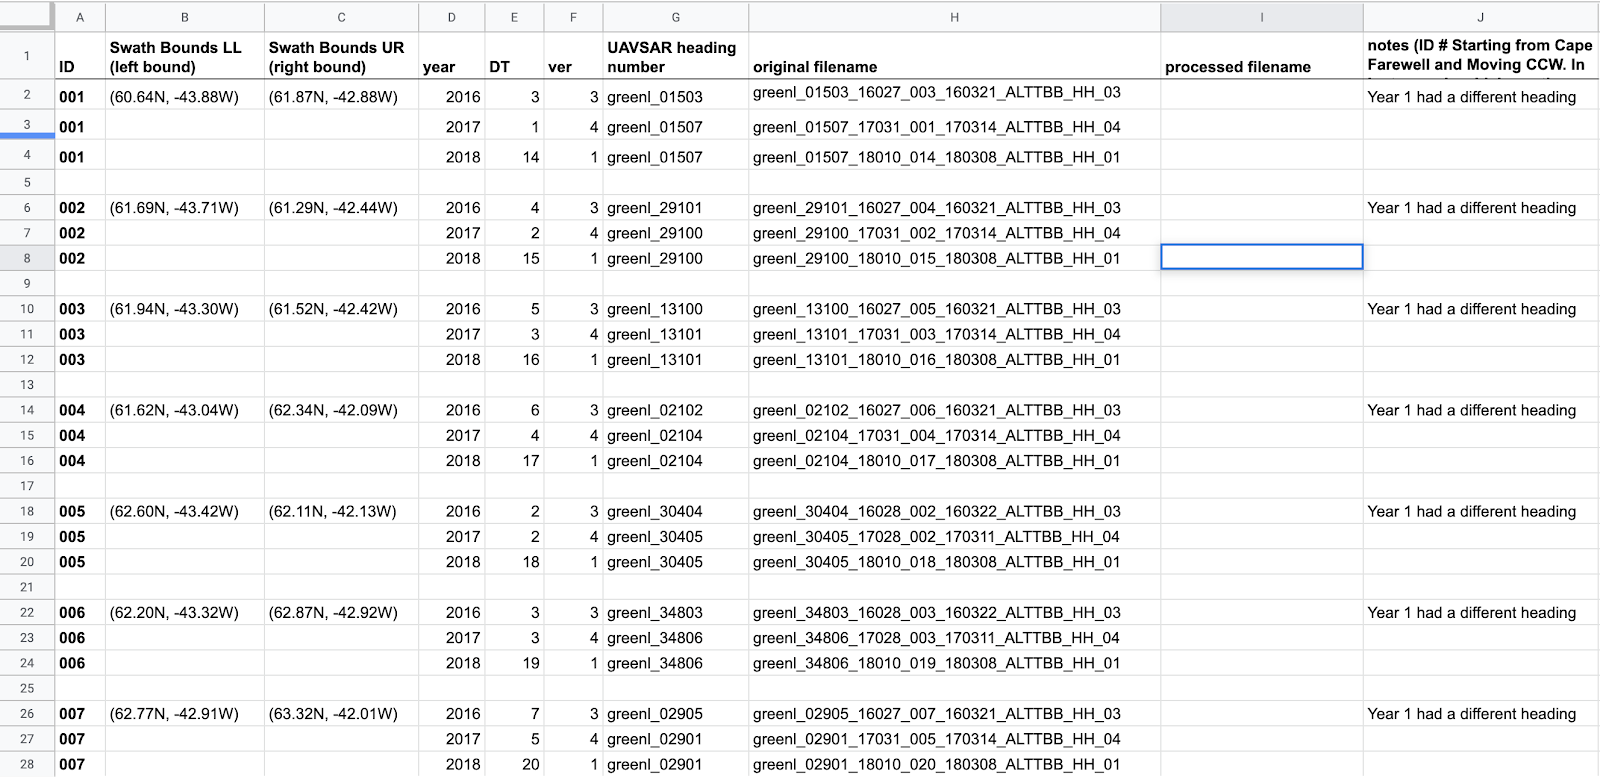 A B C D E F G H I J
1 ID Swath Bounds LL (left bound) Swath Bounds UR (right bound) year DT ver UAVSAR heading number original filename processed filename notes (ID # Starting from Cape Farewell and Moving CCW. In
2 001 (60.64N, -43.88W) (61.87N, -42.88W) 2016 3 3 greenl_01503 greenl_01503_16027_003_160321_ALTTBB_HH_03 Year 1 had a different heading
3 001 2017 1 4 greenl_01507 greenl_01507_17031_001_170314_ALTTBB_HH_04
4 001 2018 14 1 greenl_01507 greenl_01507_18010_014_180308_ALTTBB_HH_01
5
6 002 (61.69N, -43.71W) (61.29N, -42.44W) 2016 4 3 greenl_29101 greenl_29101_16027_004_160321_ALTTBB_HH_03 Year 1 had a different heading
7 002 2017 2 4 greenl_29100 greenl_29100_17031_002_170314_ALTTBB_HH_04
8 002 2018 15 1 greenl_29100 greenl_29100_18010_015_180308_ALTTBB_HH_01
9
10 003 (61.94N, -43.30W) (61.52N, -42.42W) 2016 5 3 greenl_13100 greenl_13100_16027_005_160321_ALTTBB_HH_03 Year 1 had a different heading
11 003 2017 3 4 greenl_13101 greenl_13101_17031_003_170314_ALTTBB_HH_04
12 003 2018 16 1 greenl_13101 greenl_13101_18010_016_180308_ALTTBB_HH_01
13
14 004 (61.62N, -43.04W) (62.34N, -42.09W) 2016 6 3 greenl_02102 greenl_02102_16027_006_160321_ALTTBB_HH_03 Year 1 had a different heading
15 004 2017 4 4 greenl_02104 greenl_02104_17031_004_170314_ALTTBB_HH_04
16 004 2018 17 1 greenl_02104 greenl_02104_18010_017_180308_ALTTBB_HH_01
17
18 005 (62.60N, -43.42W) (62.11N, -42.13W) 2016 2 3 greenl_30404 greenl_30404_16028_002_160322_ALTTBB_HH_03 Year 1 had a different heading
19 005 2017 2 4 greenl_30405 greenl_30405_17028_002_170311_ALTTBB_HH_04
20 005 2018 18 1 greenl_30405 greenl_30405_18010_018_180308_ALTTBB_HH_01
21
22 006 (62.20N, -43.32W) (62.87N, -42.92W) 2016 3 3 greenl_34803 greenl_34803_16028_003_160322_ALTTBB_HH_03 Year 1 had a different heading
23 006 2017 3 4 greenl_34806 greenl_34806_17028_003_170311_ALTTBB_HH_04
24 006 2018 19 1 greenl_34806 greenl_34806_18010_019_180308_ALTTBB_HH_01
25
26 007 (62.77N, -42.91W) (63.32N, -42.01W) 2016 7 3 greenl_02905 greenl_02905_16027_007_160321_ALTTBB_HH_03 Year 1 had a different heading
27 007 2017 5 4 greenl_02901 greenl_02901_17031_005_170314_ALTTBB_HH_04
28 007 2018 20 1 greenl_02901 greenl_02901_18010_020_180308_ALTTBB_HH_01